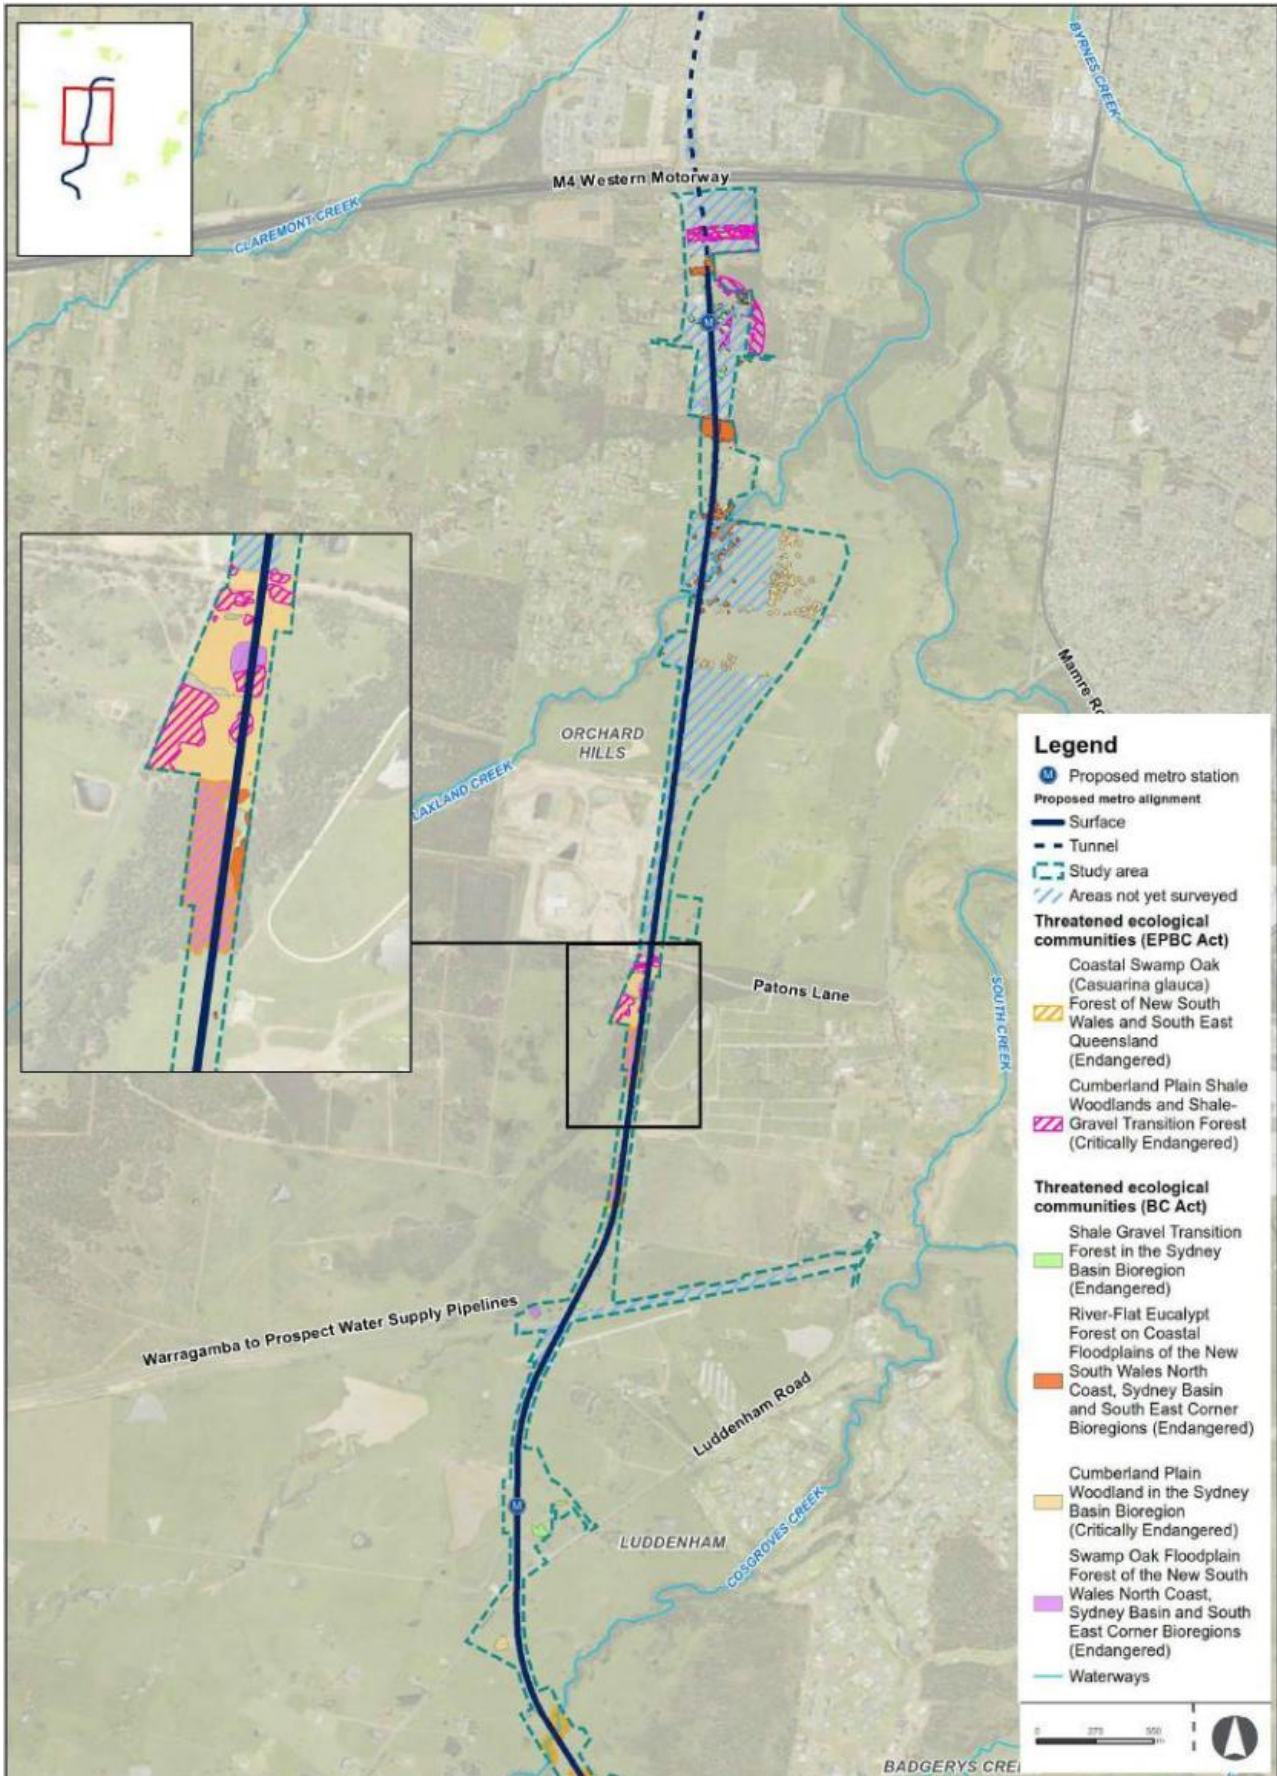 BYRNES CREEK
M4 Western Motorway
CLAREMONT CREEK
M
Mamre Ro
ORCHARD
HILLS
LAXLAND CREEK
Patons Lane
SOUTH CREEK
Warragamba to Prospect Water Supply Pipelines
Luddenham Road
M
LUDDENHAM
COSGROVES CREEK
BADGERYS CREE
Legend
M Proposed metro station
Proposed metro alignment
Surface
Tunnel
Study area
Areas not yet surveyed
Threatened ecological
communities (EPBC Act)
Coastal Swamp Oak
(Casuarina glauca)
Forest of New South
Wales and South East
Queensland
(Endangered)
Cumberland Plain Shale
Woodlands and Shale-
Gravel Transition Forest
(Critically Endangered)
Threatened ecological
communities (BC Act)
Shale Gravel Transition
Forest in the Sydney
Basin Bioregion
(Endangered)
River-Flat Eucalypt
Forest on Coastal
Floodplains of the New
South Wales North
Coast, Sydney Basin
and South East Corner
Bioregions (Endangered)
Cumberland Plain
Woodland in the Sydney
Basin Bioregion
(Critically Endangered)
Swamp Oak Floodplain
Forest of the New South
Wales North Coast,
Sydney Basin and South
East Corner Bioregions
(Endangered)
Waterways
0 275 550
m